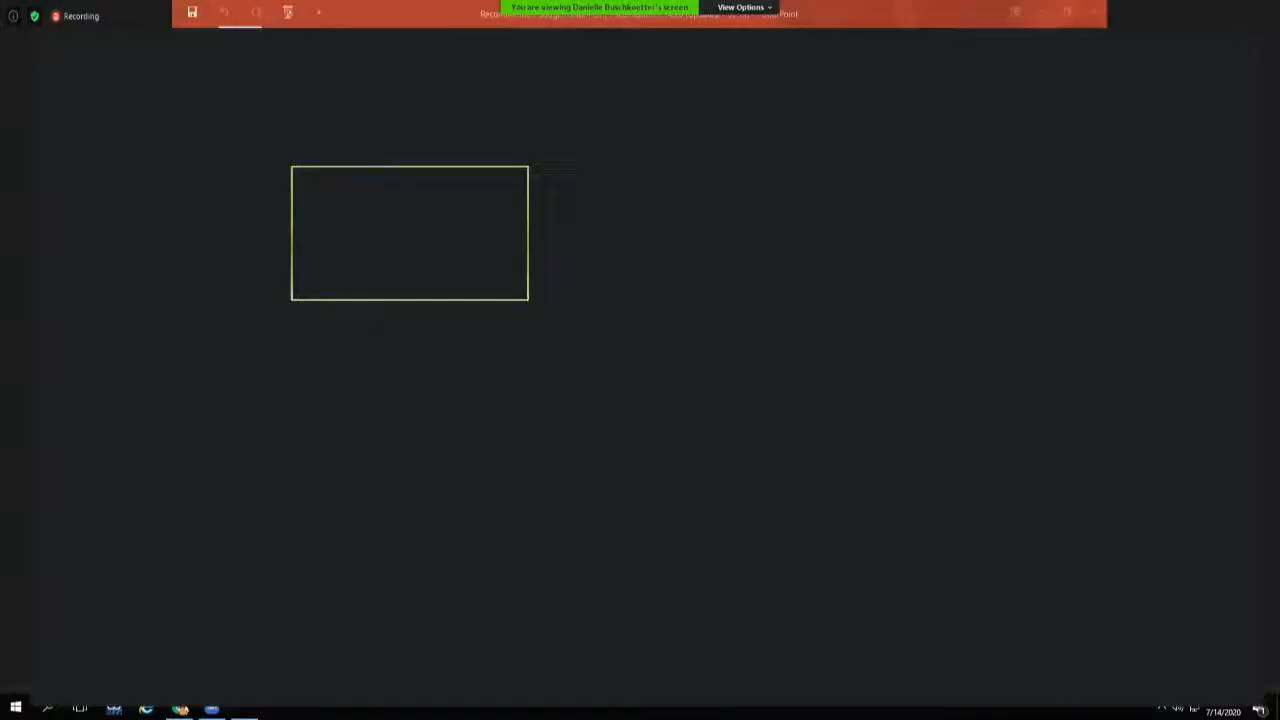 Recording
You are viewing Danielle Buschkoetter's screen
View Options
7/14/2020